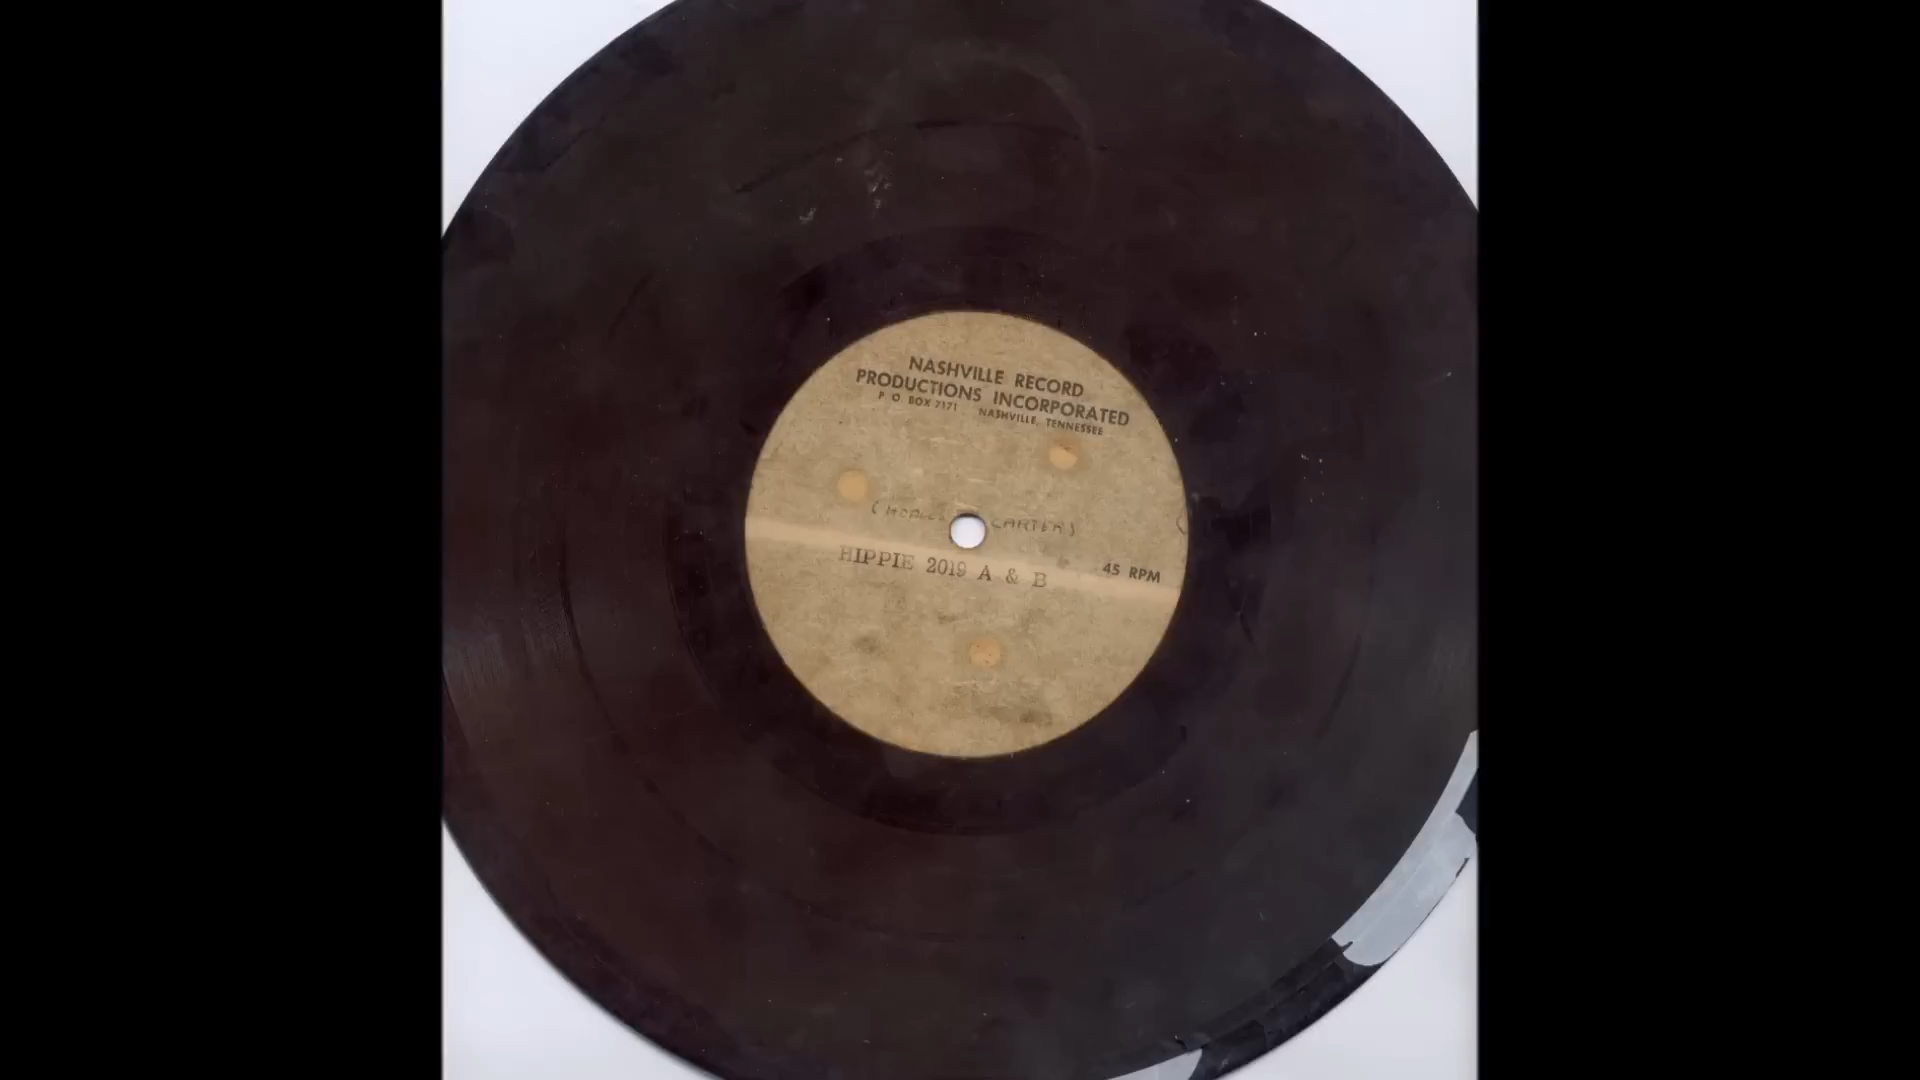 NASHVILLE RECORD
PRODUCTIONS INCORPORATED
P O BOX 7171 NASHVILLE, TENNESSEE
CARTER)
HIPPIE 2019 A & B
45 RPM